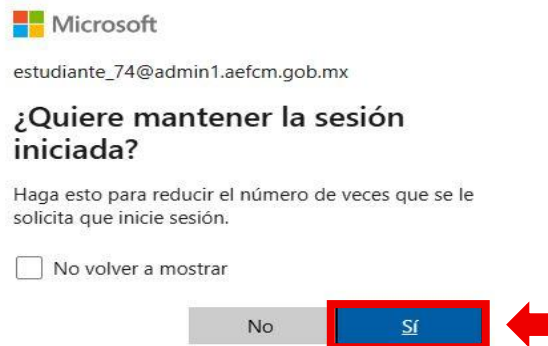 Microsoft
estudiante_74@admin1.aefcm.gob.mx
¿Quiere mantener la sesión
iniciada?
Haga esto para reducir el número de veces que se le
solicita que inicie sesión.
No volver a mostrar
No Sí